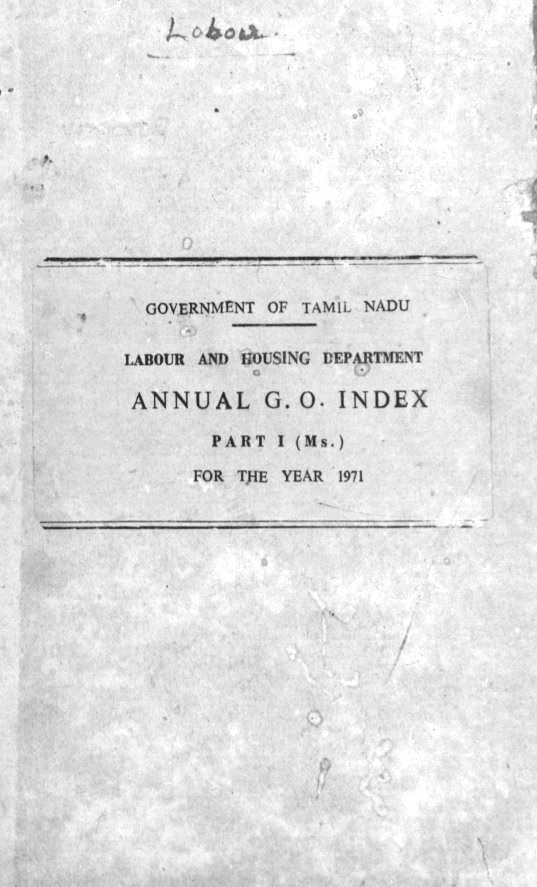 Labour
GOVERNMENT OF TAMIL NADU
LABOUR AND HOUSING DEPARTMENT
ANNUAL G. O. INDEX
PART I (Ms.)
FOR THE YEAR 1971